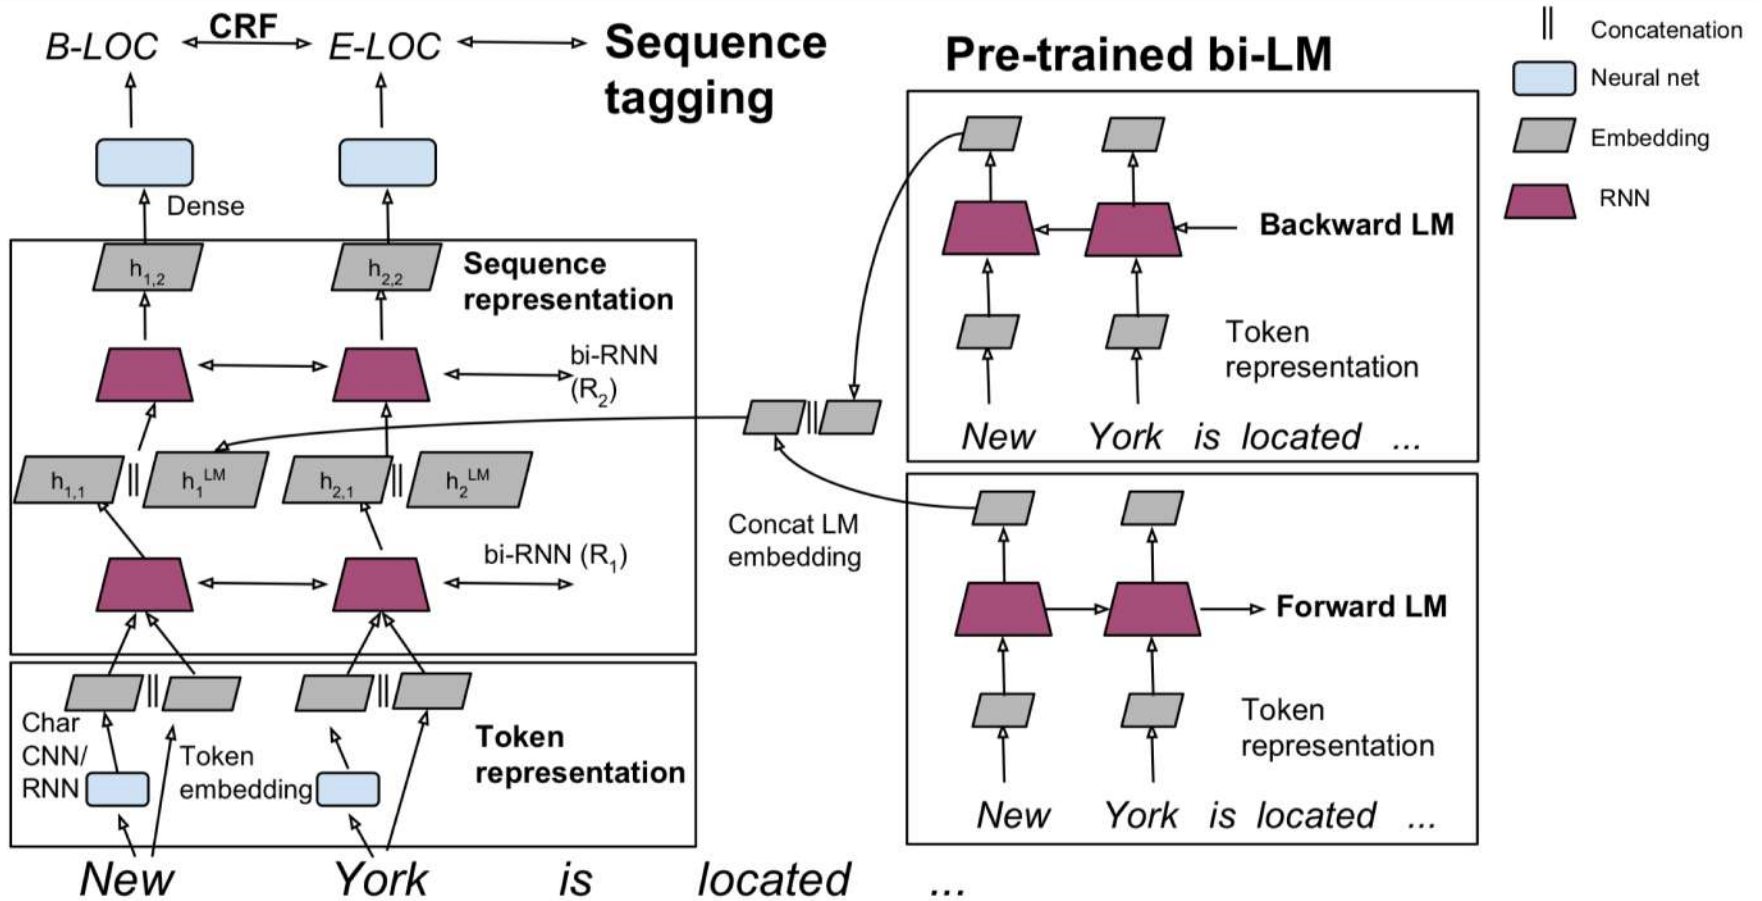 B-LOC
CRF
E-LOC
Sequence
tagging
Dense
h1,2
h2,2
Sequence
representation
bi-RNN
(R2)
h1,1
||
h1LM
h2,1
||
h2LM
bi-RNN (R1)
||
||
Char
CNN/
RNN
Token
embedding
Token
representation
New York is located ...
||
Concat LM
embedding
Pre-trained bi-LM
Backward LM
Token
representation
New York is located ...
Forward LM
Token
representation
New York is located ...
|| Concatenation
Neural net
Embedding
RNN